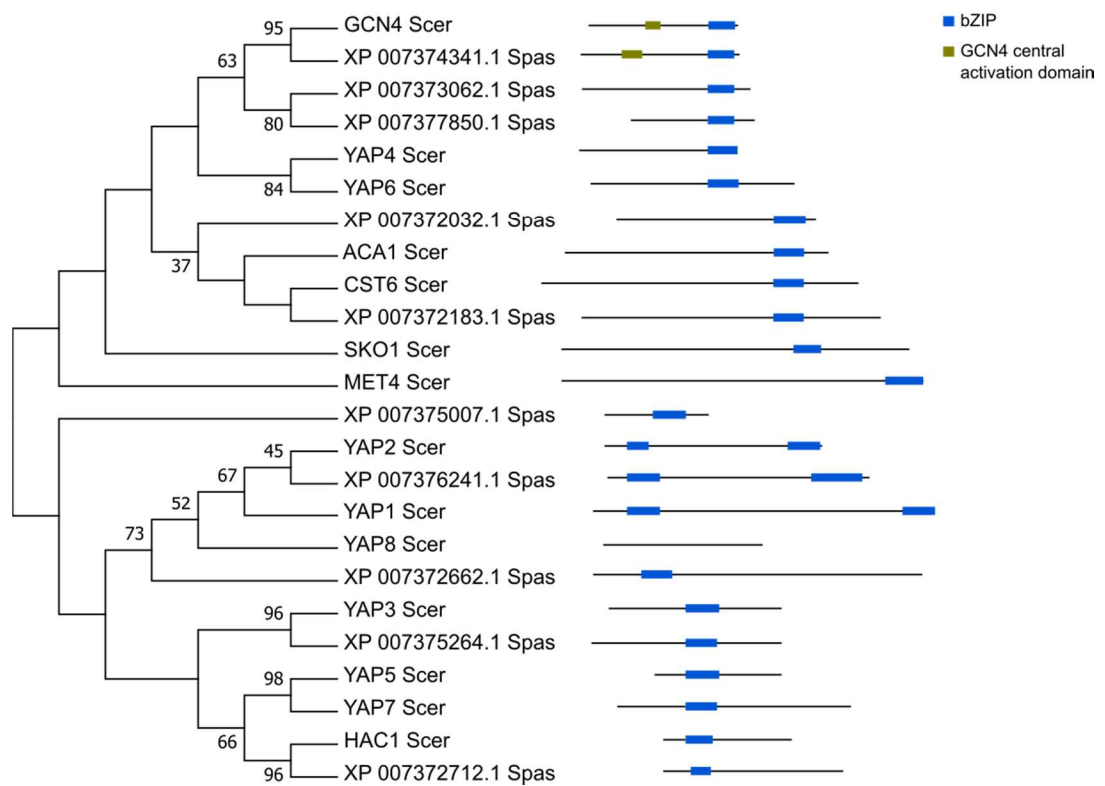 GCN4 Scer
95
bZIP
GCN4 central
activation domain
XP 007374341.1 Spas
63
XP 007373062.1 Spas
XP 007377850.1 Spas
80
YAP4 Scer
YAP6 Scer
84
XP 007372032.1 Spas
ACA1 Scer
37
CST6 Scer
XP 007372183.1 Spas
SKO1 Scer
MET4 Scer
XP 007375007.1 Spas
YAP2 Scer
45
XP 007376241.1 Spas
67
YAP1 Scer
52
YAP8 Scer
73
XP 007372662.1 Spas
YAP3 Scer
96
XP 007375264.1 Spas
YAP5 Scer
98
YAP7 Scer
66
HAC1 Scer
XP 007372712.1 Spas
96